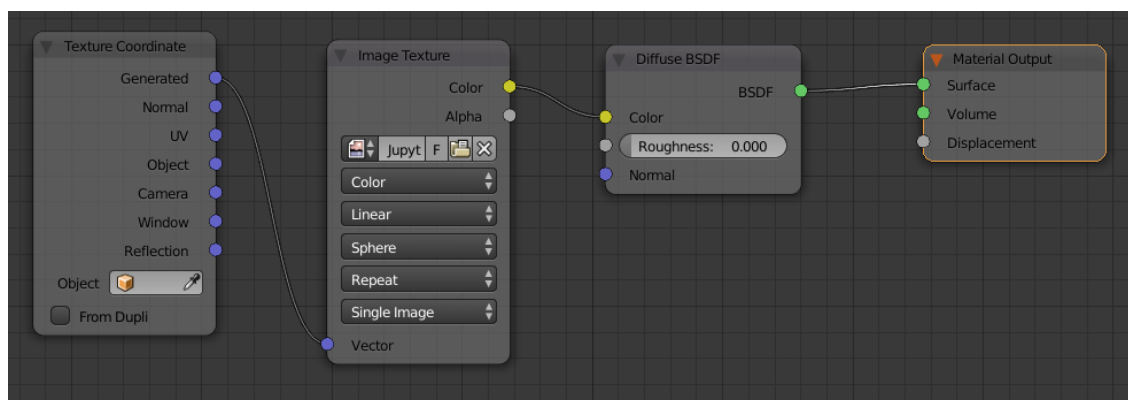 Texture Coordinate
Generated
Normal
UV
Object
Camera
Window
Reflection
Object
From Dupli
Image Texture
Color
Alpha
Jupyt F
Color
Linear
Sphere
Repeat
Single Image
Vector
Diffuse BSDF
BSDF
Color
Roughness: 0.000
Normal
Material Output
Surface
Volume
Displacement